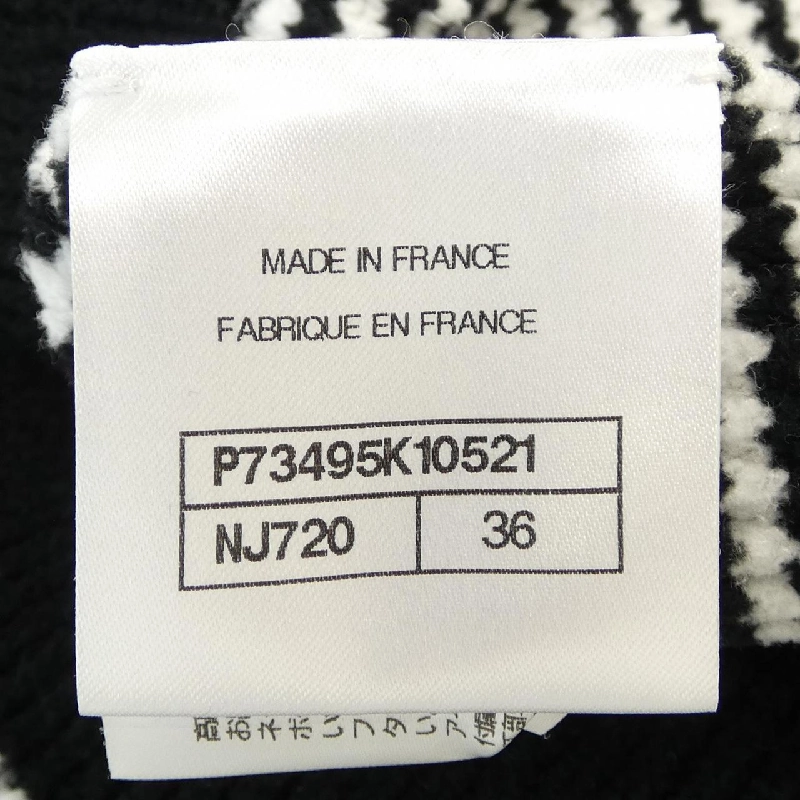 MADE IN FRANCE
FABRIQUE EN FRANCE
P73495K10521
NJ720 36